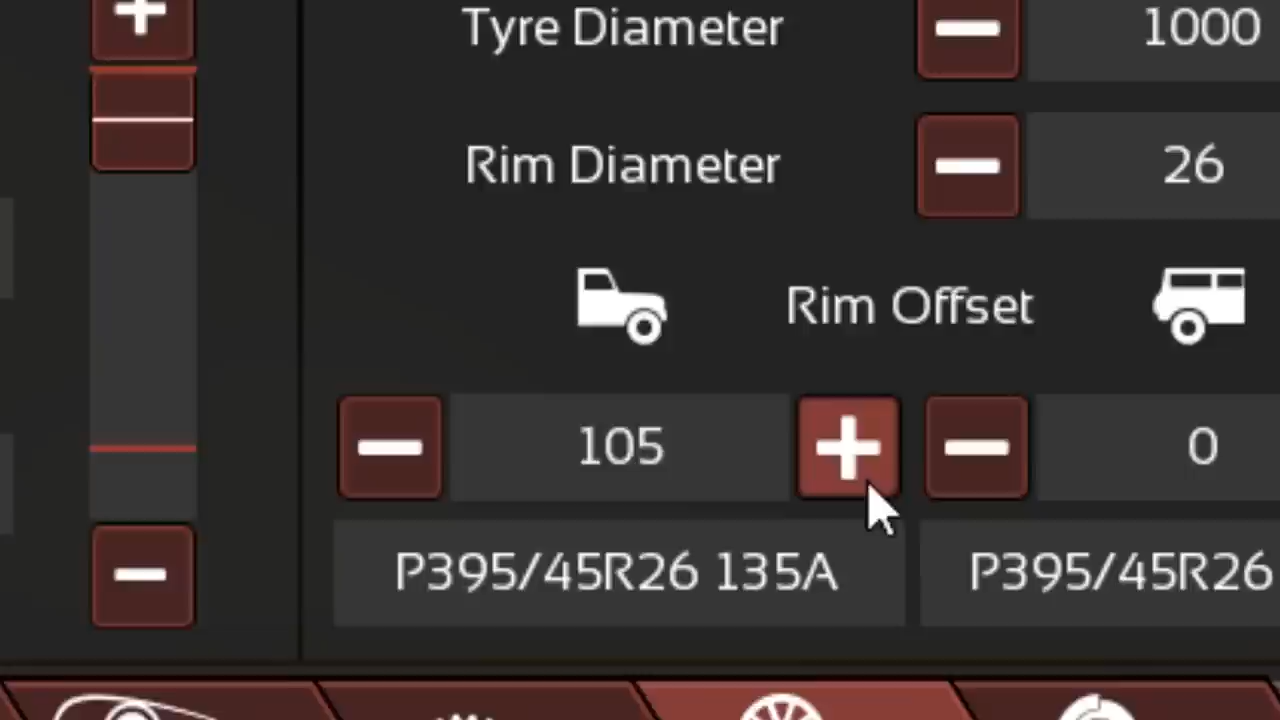 Tyre Diameter 1000
Rim Diameter 26
Rim Offset
105 0
P395/45R26 135A P395/45R26